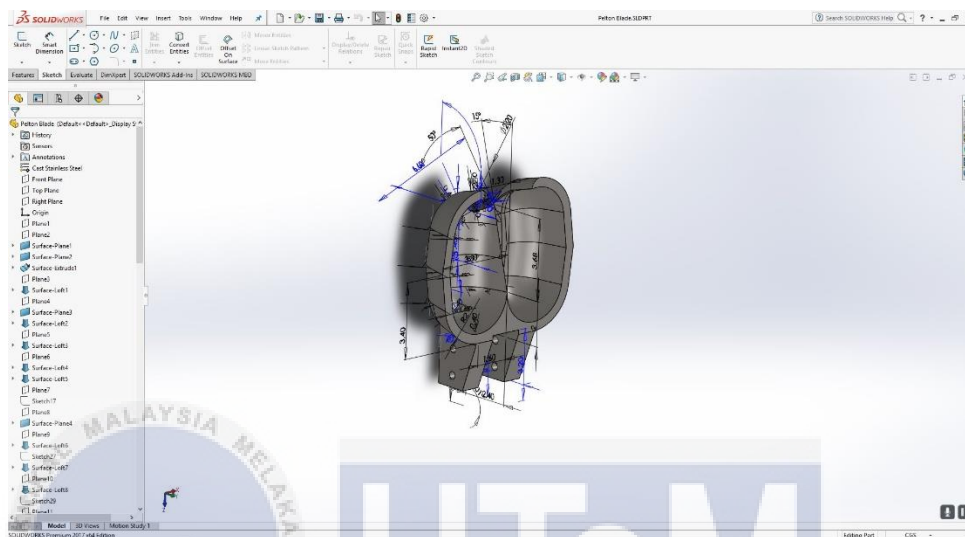 SOLIDWORKS File Edit View Insert Tools Window Help Pelton Blade.SLDPRT Search SOLIDWORKS Help
Sketch Smart Dimension Trim Entities Convert Entities Offset Entities Offset On Surface Mirror Entities Linear Sketch Pattern Move Entities Display/Delete Relations Repair Sketch Quick Snaps Rapid Sketch Instant2D Shaded Sketch Contours
Features Sketch Evaluate DimXpert SOLIDWORKS Add-Ins SOLIDWORKS MBD
Pelton Blade (Default<<Default>_Display S
History
Sensors
Annotations
Cast Stainless Steel
Front Plane
Top Plane
Right Plane
Origin
Plane1
Plane2
Surface-Plane1
Surface-Plane2
Surface-Extrude1
Plane3
Surface-Loft1
Plane4
Surface-Plane3
Surface-Loft2
Plane5
Surface-Loft3
Plane6
Surface-Loft4
Surface-Loft5
Plane7
Sketch17
Plane8
Surface-Plane4
Plane9
Surface-Loft6
Sketch27
Surface-Loft7
Plane10
Surface-Loft8
Sketch29
Plane11
3.40
MALAYSIA MELAKA
UTeM
Model 3D Views Motion Study 1
SOLIDWORKS Premium 2017 x64 Edition Editing Part CGS